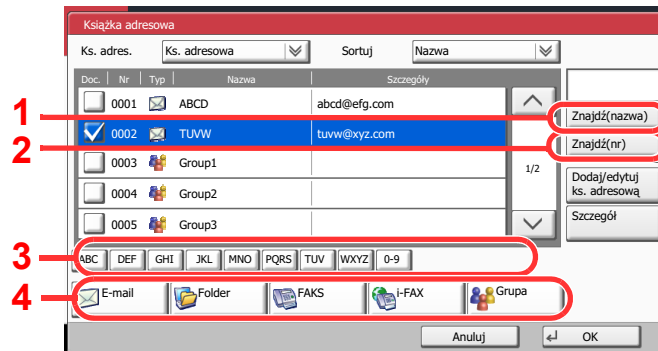 Książka adresowa
Ks. adres. Ks. adresowa Sortuj Nazwa
Doc. Nr Typ Nazwa Szczegóły
0001 ABCD abcd@efg.com
1 Znajdź(nazwa)
0002 TUVW tuvw@xyz.com
2 Znajdź(nr)
0003 Group1 1/2
Dodaj/edytuj
ks. adresową
0004 Group2
Szczegół
0005 Group3
3 ABC DEF GHI JKL MNO PQRS TUV WXYZ 0-9
4 E-mail Folder FAKS i-FAX Grupa
Anuluj OK